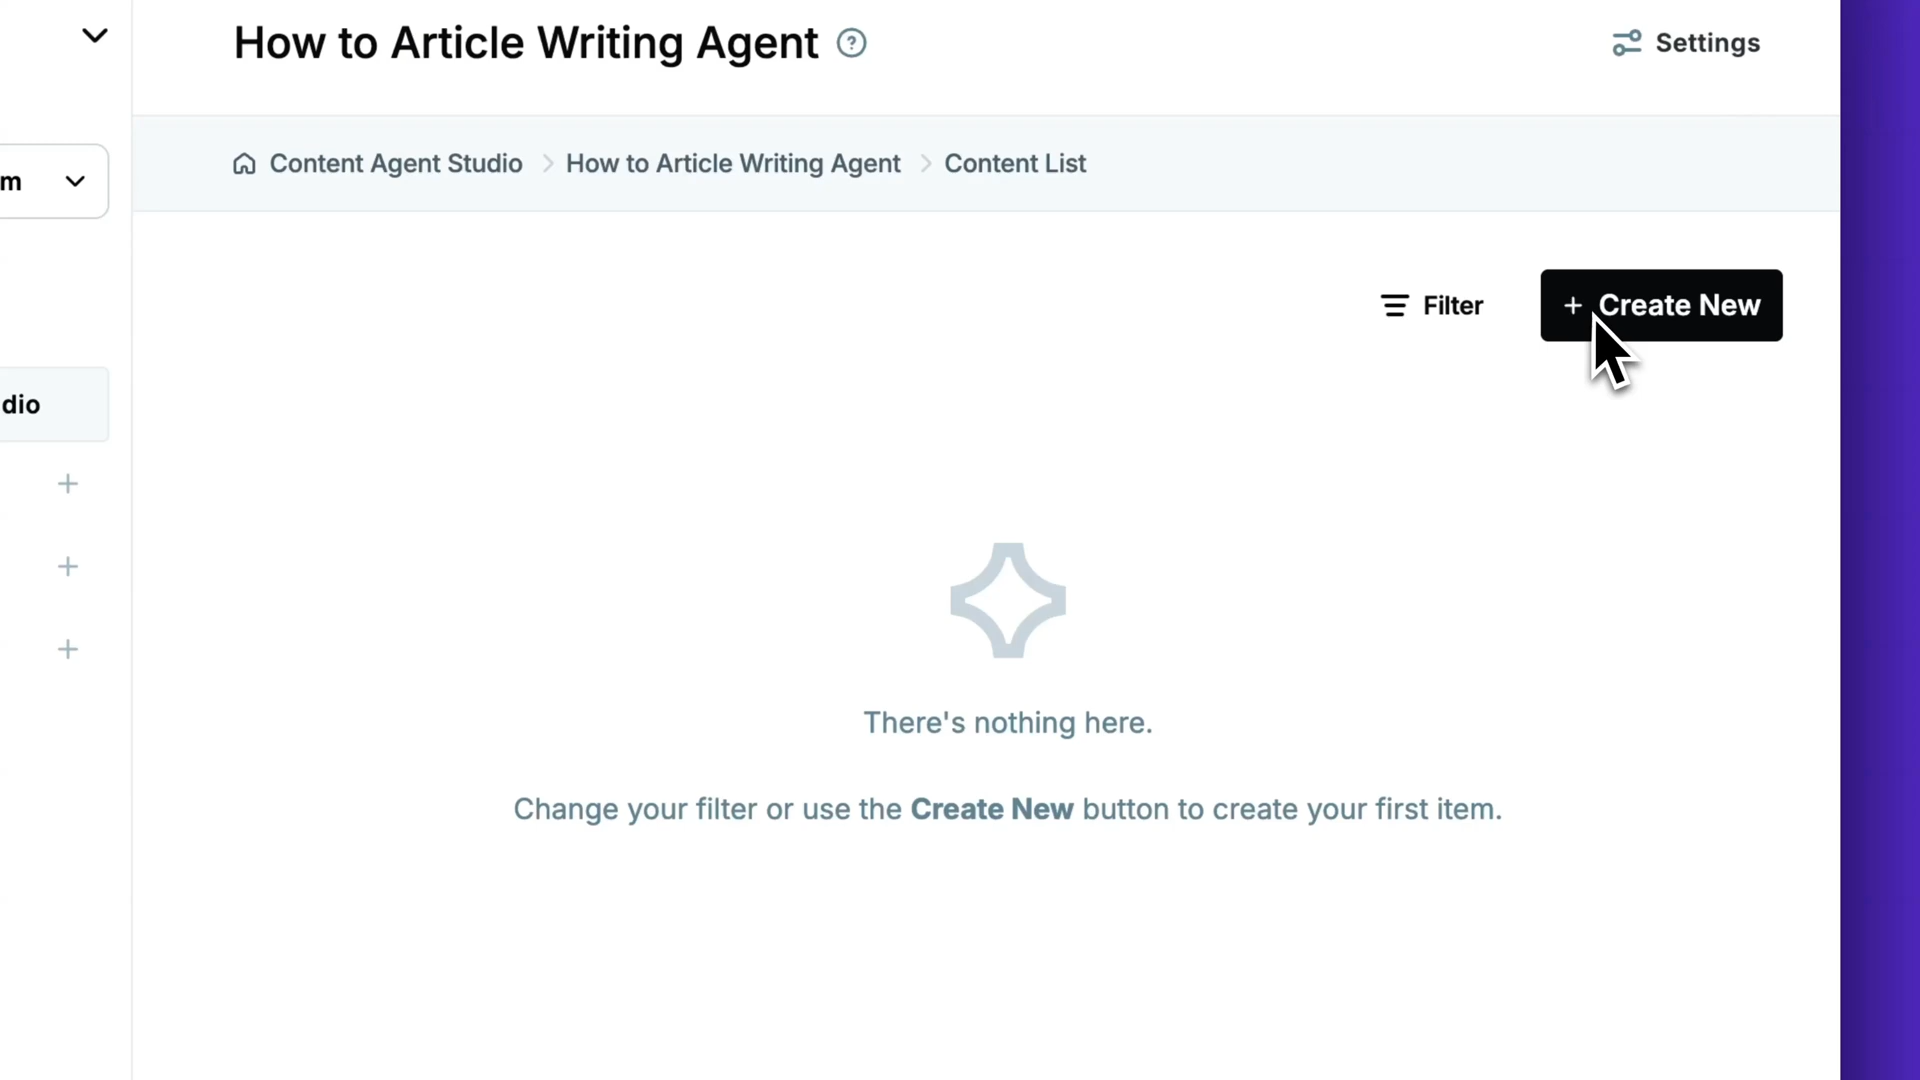 How to Article Writing Agent
Settings
Content Agent Studio > How to Article Writing Agent > Content List
m
Filter
+ Create New
dio
There's nothing here.
Change your filter or use the Create New button to create your first item.